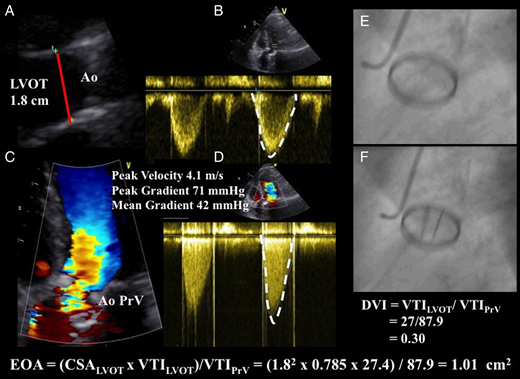 A
LVOT
1.8 cm
Ao
B
V
C
V
Peak Velocity 4.1 m/s
Peak Gradient 71 mmHg
Mean Gradient 42 mmHg
Ao PrV
D
E
F
DVI = VTILVOT/ VTIPrV
= 27/87.9
= 0.30
EOA = (CSALVOT x VTILVOT)/VTIPrV = (1.8² x 0.785 x 27.4) / 87.9 = 1.01 cm²